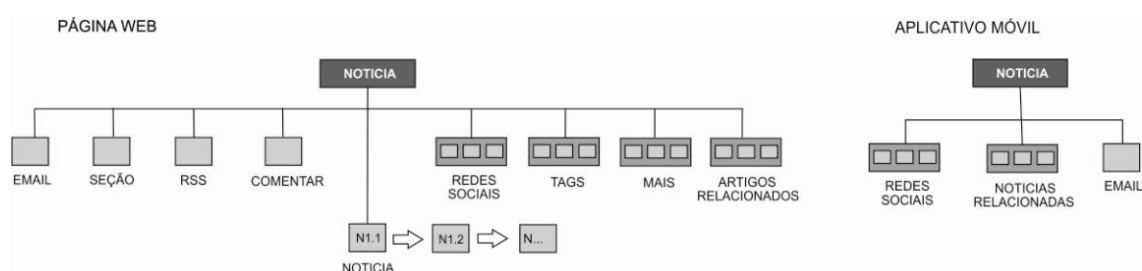 PÁGINA WEB
APLICATIVO MÓVIL
NOTICIA
NOTICIA
EMAIL
SEÇÃO
RSS
COMENTAR
REDES
SOCIAIS
TAGS
MAIS
ARTIGOS
RELACIONADOS
REDES
SOCIAIS
NOTICIAS
RELACIONADAS
EMAIL
N1.1
N1.2
N...
NOTICIA